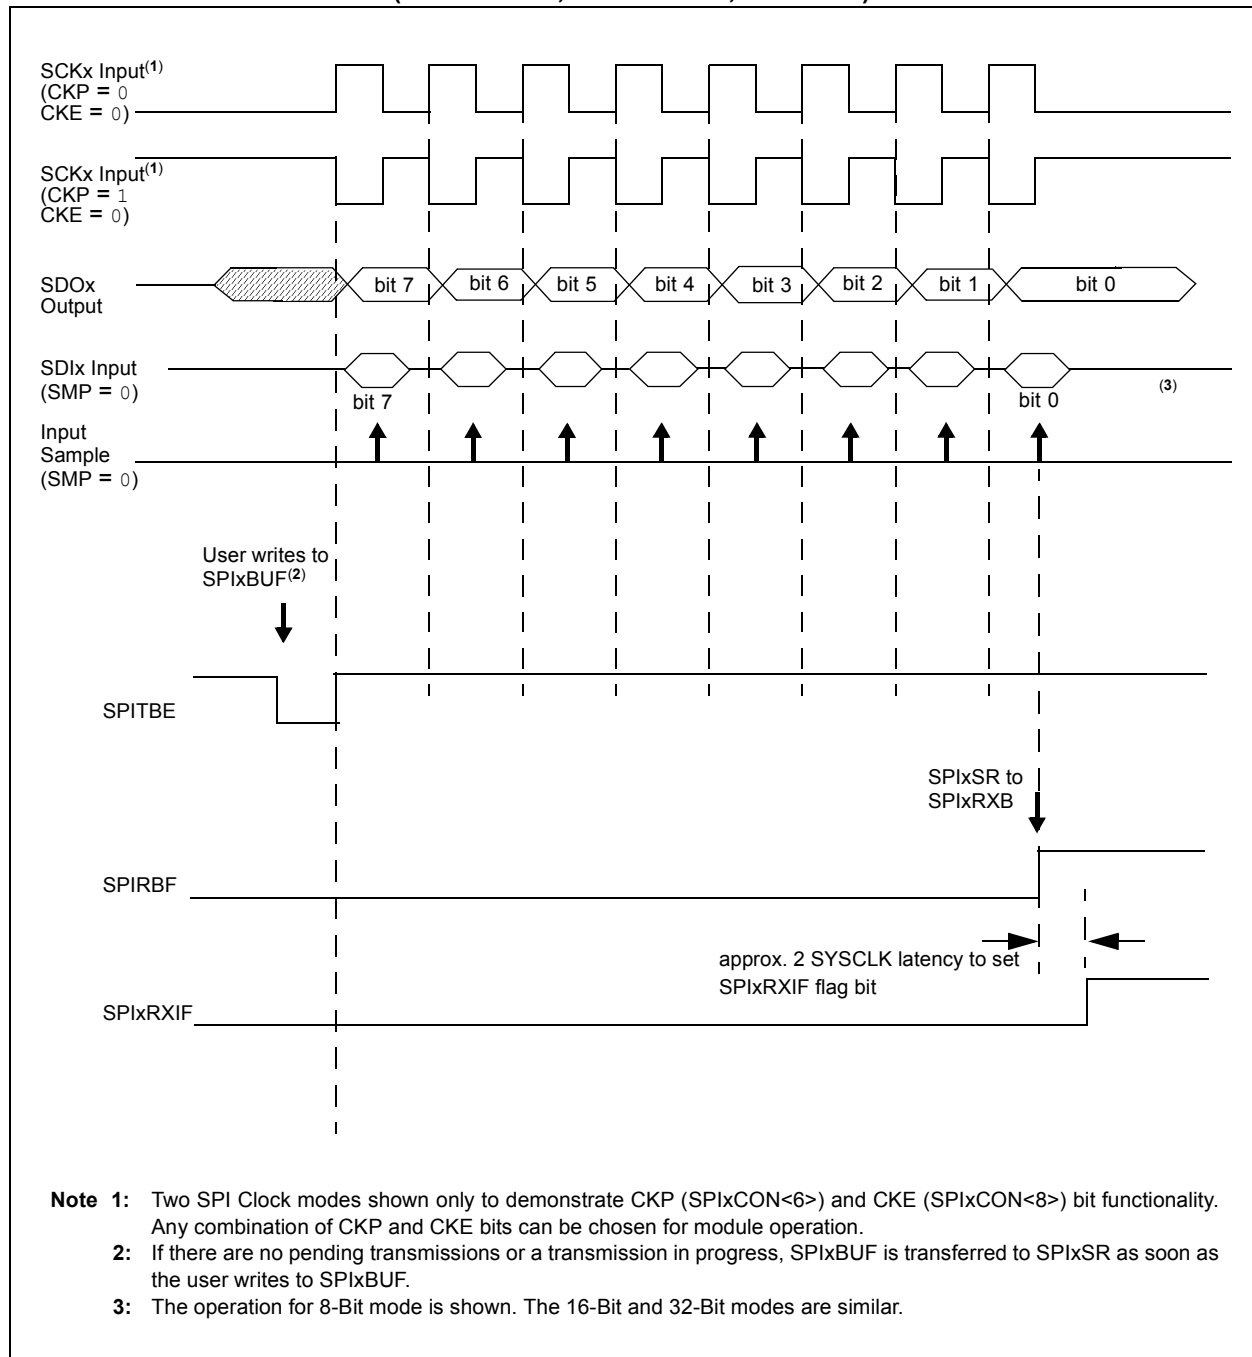 SCKx Input(1)
(CKP = 0
CKE = 0)
SCKx Input(1)
(CKP = 1
CKE = 0)
SDOx
Output
bit 7 bit 6 bit 5 bit 4 bit 3 bit 2 bit 1 bit 0
SDIx Input
(SMP = 0)
bit 7 bit 0
(3)
Input
Sample
(SMP = 0)
User writes to
SPIxBUF(2)
SPITBE
SPIxSR to
SPIxRXB
SPIRBF
approx. 2 SYSCLK latency to set
SPIxRXIF flag bit
SPIxRXIF
Note 1: Two SPI Clock modes shown only to demonstrate CKP (SPIxCON<6>) and CKE (SPIxCON<8>) bit functionality.
Any combination of CKP and CKE bits can be chosen for module operation.
2: If there are no pending transmissions or a transmission in progress, SPIxBUF is transferred to SPIxSR as soon as
the user writes to SPIxBUF.
3: The operation for 8-Bit mode is shown. The 16-Bit and 32-Bit modes are similar.